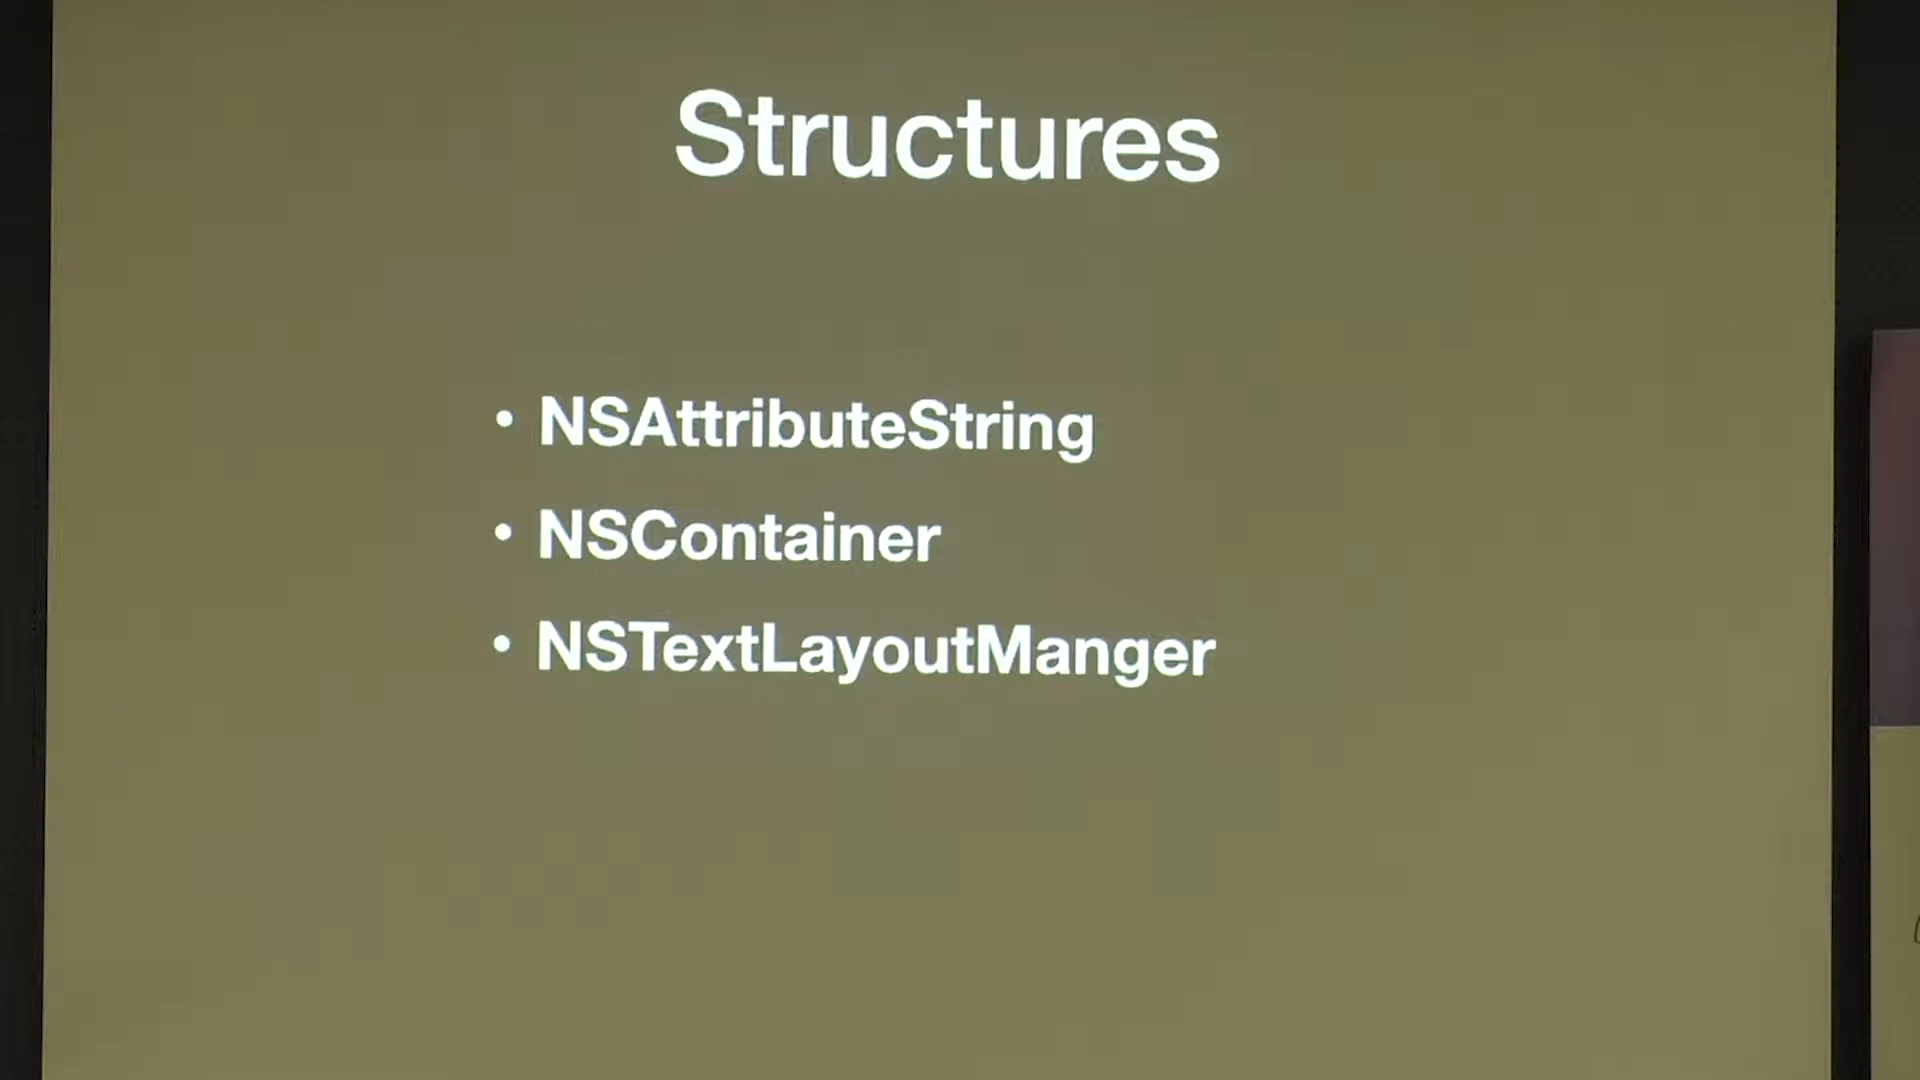 Structures
• NSAttributeString
• NSContainer
• NSTextLayoutManger